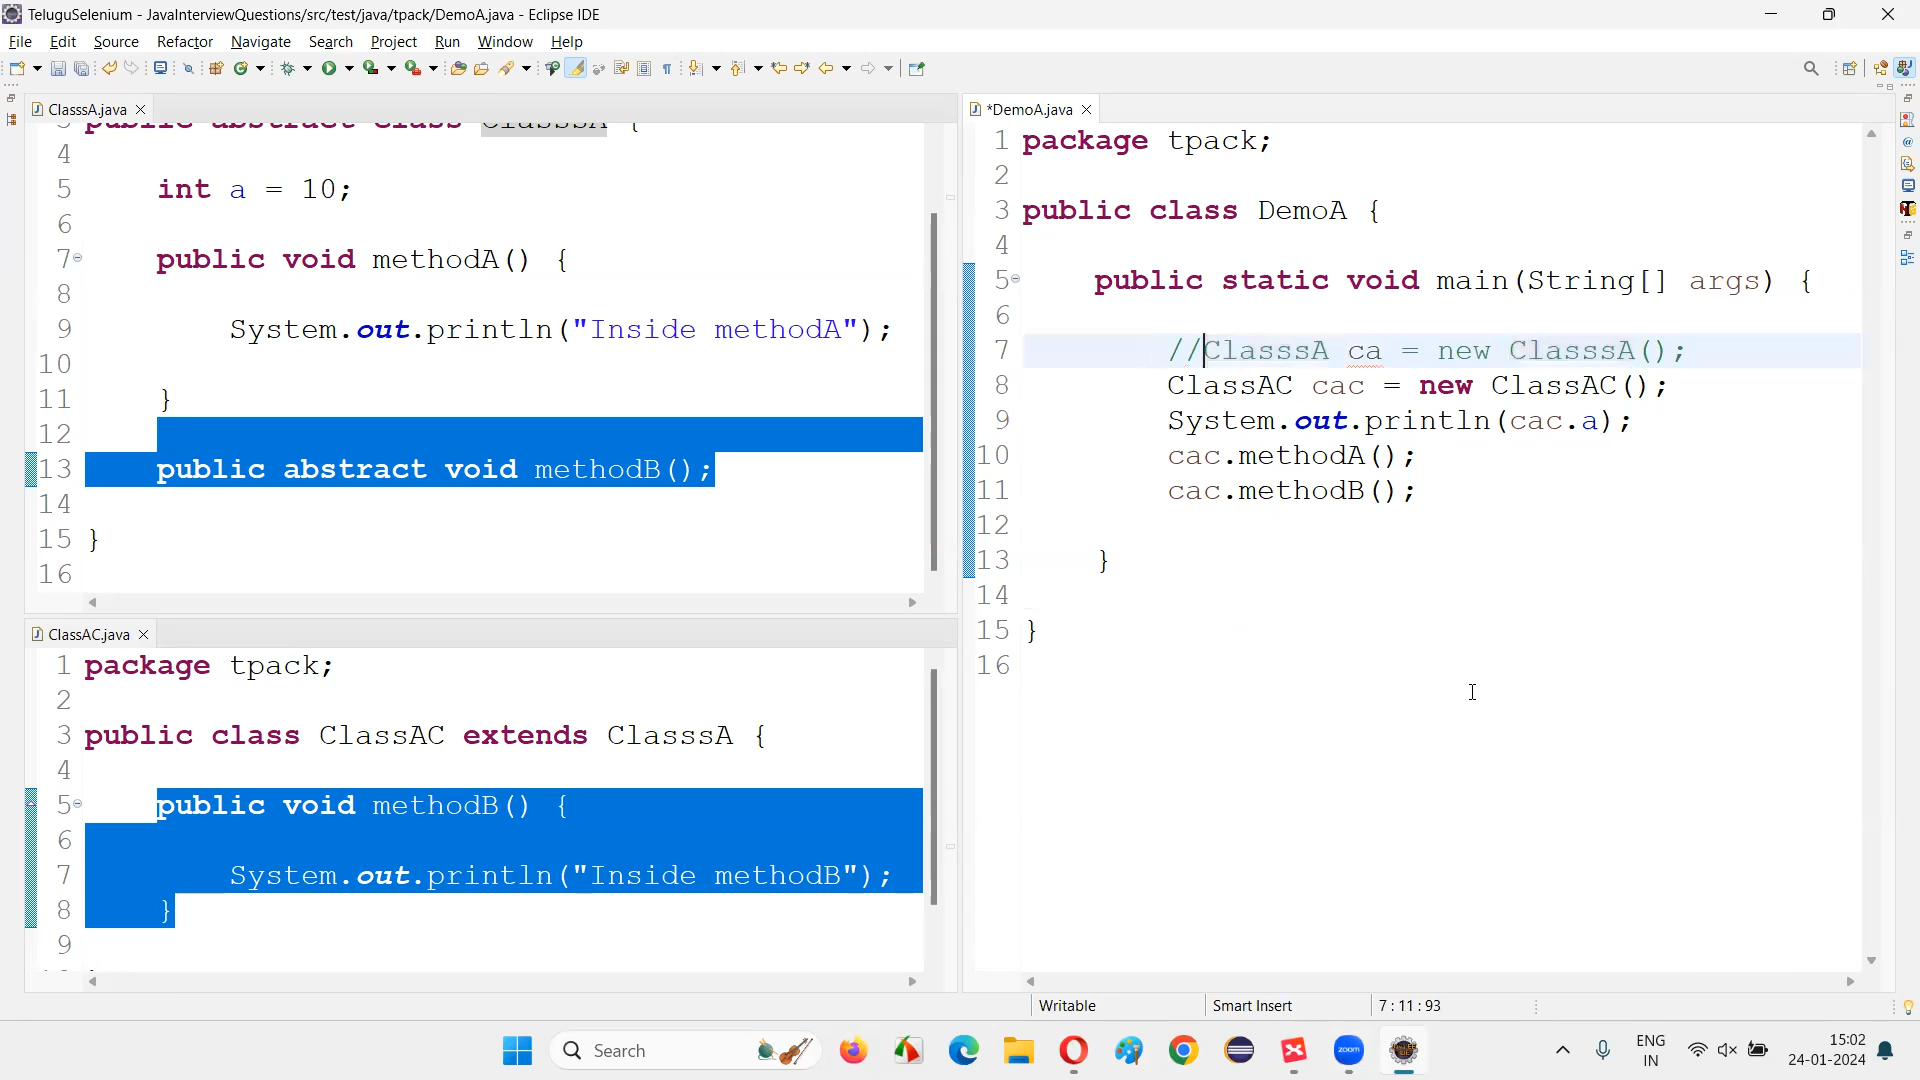 TeluguSelenium - JavaInterviewQuestions/src/test/java/tpack/DemoA.java - Eclipse IDE
File Edit Source Refactor Navigate Search Project Run Window Help
ClasssA.java
3 public abstract class ClasssA {
4
5 int a = 10;
6
7 public void methodA() {
8
9 System.out.println("Inside methodA");
10
11 }
12
13 public abstract void methodB();
14
15 }
16
ClassAC.java
1 package tpack;
2
3 public class ClassAC extends ClasssA {
4
5 public void methodB() {
6
7 System.out.println("Inside methodB");
8 }
9
*DemoA.java
1 package tpack;
2
3 public class DemoA {
4
5 public static void main(String[] args) {
6
7 //ClasssA ca = new ClasssA();
8 ClassAC cac = new ClassAC();
9 System.out.println(cac.a);
10 cac.methodA();
11 cac.methodB();
12
13 }
14
15 }
16
Writable Smart Insert 7 : 11 : 93
Search
zoom
ENG
IN
15:02
24-01-2024